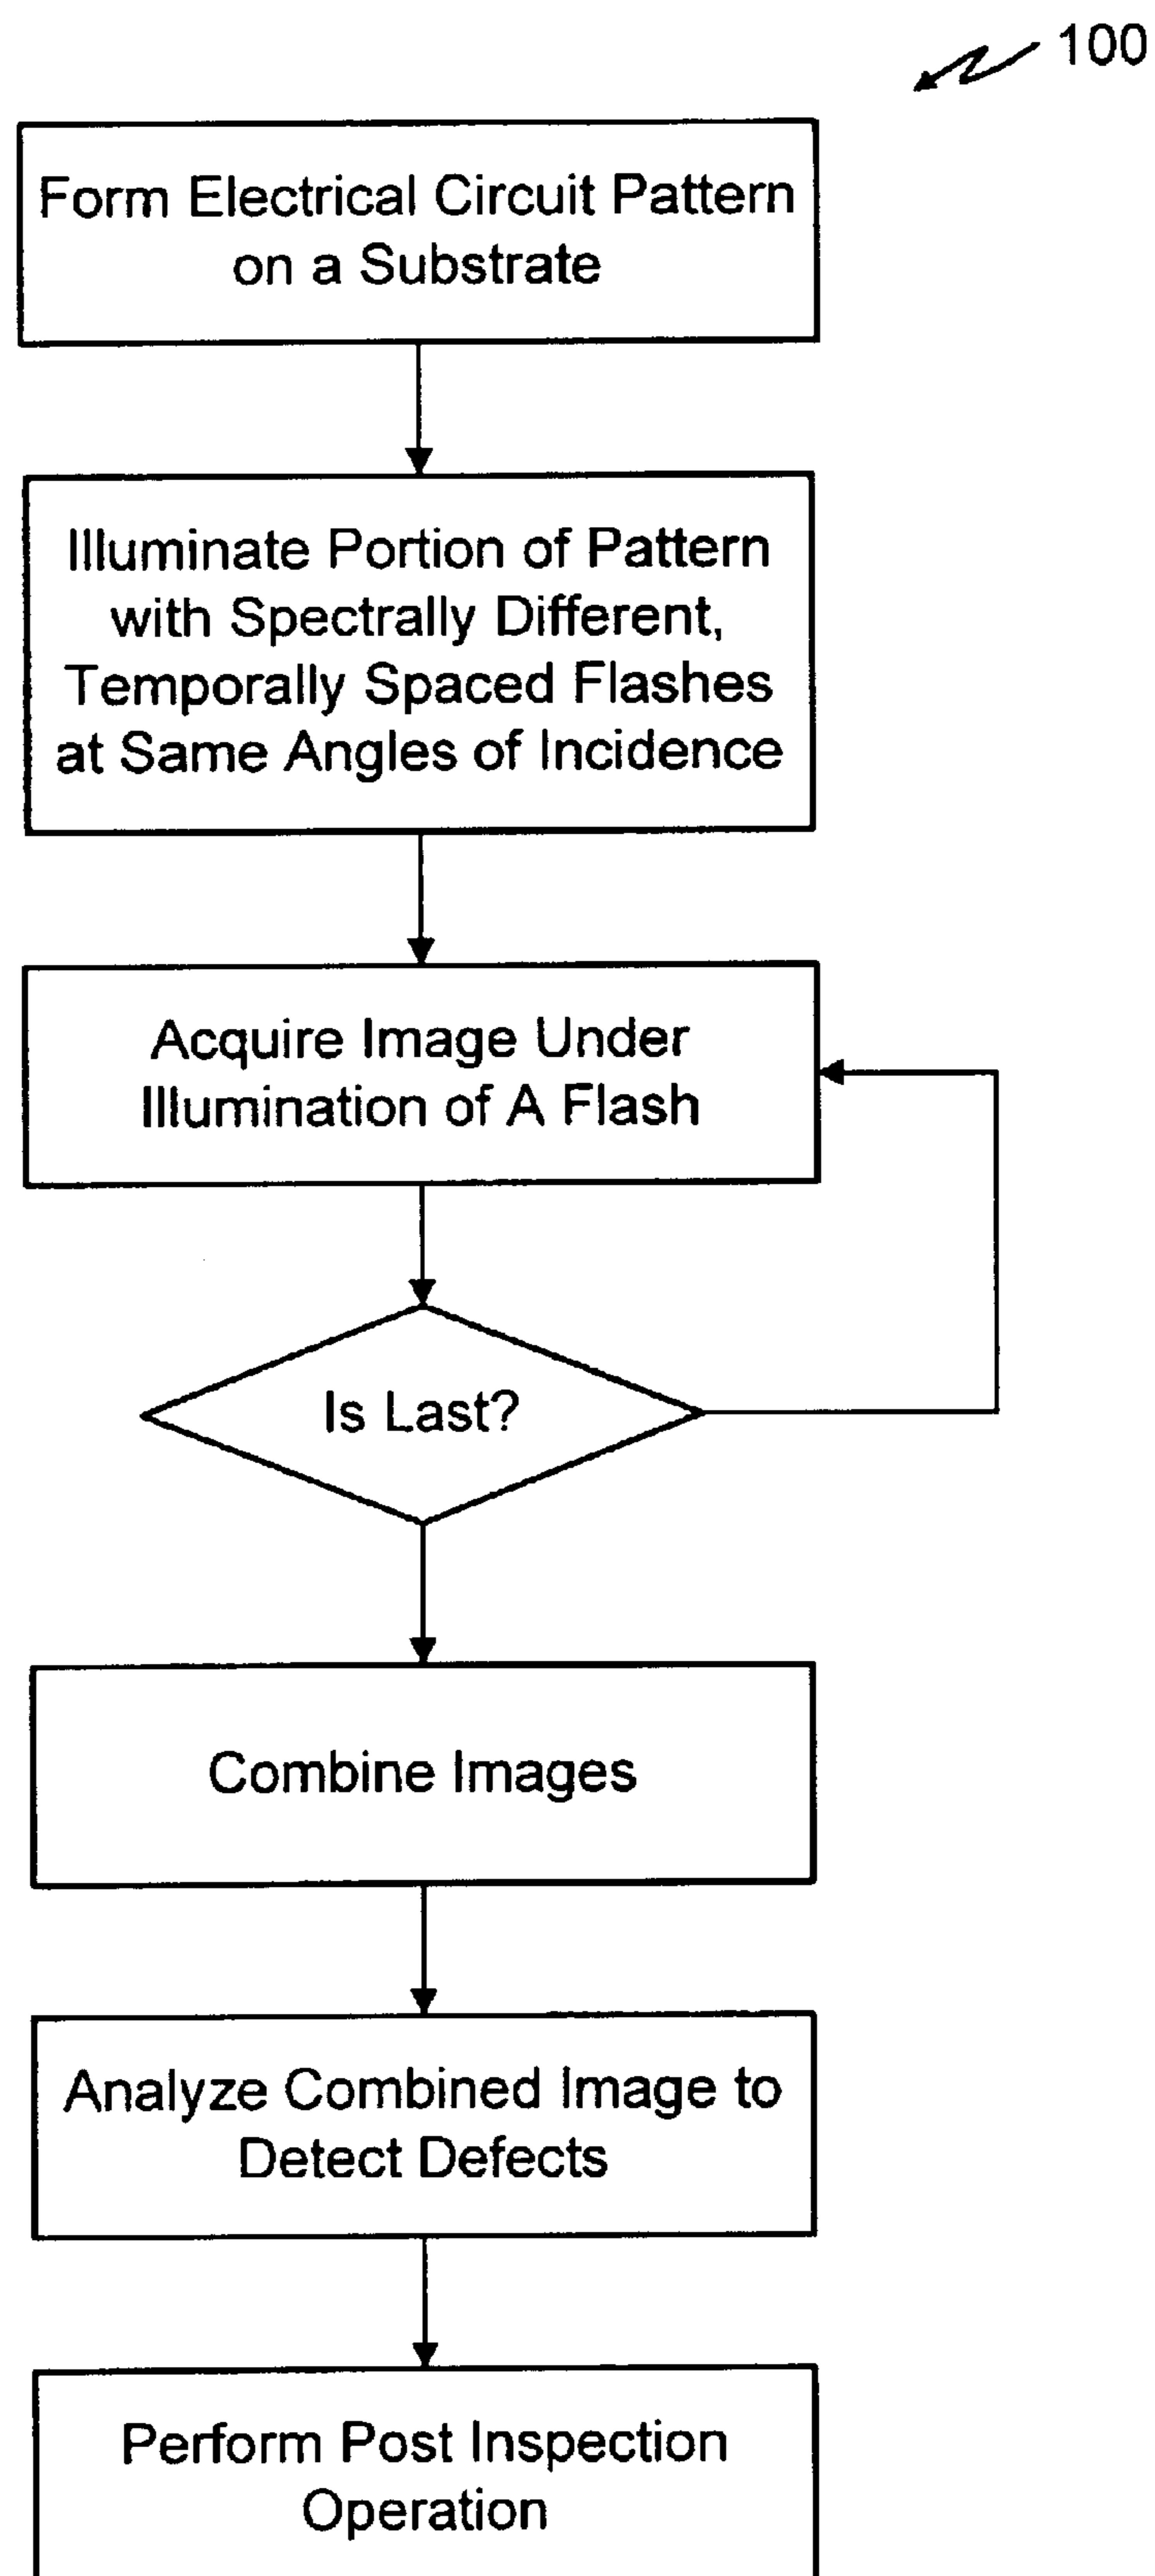 100
Form Electrical Circuit Pattern
on a Substrate
Illuminate Portion of Pattern
with Spectrally Different,
Temporally Spaced Flashes
at Same Angles of Incidence
Acquire Image Under
Illumination of A Flash
Is Last?
Combine Images
Analyze Combined Image to
Detect Defects
Perform Post Inspection
Operation